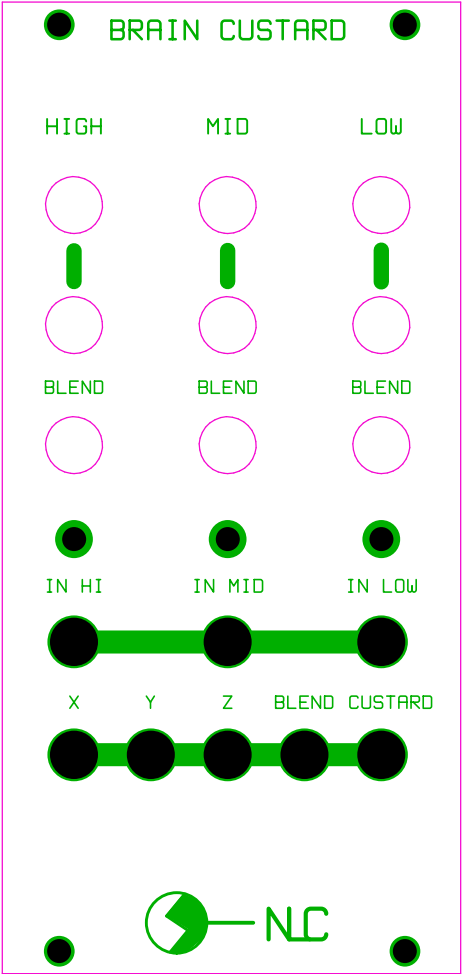 BRAIN CUSTARD
HIGH MID LOW
BLEND BLEND BLEND
IN HI IN MID IN LOW
X Y Z BLEND CUSTARD
NLC